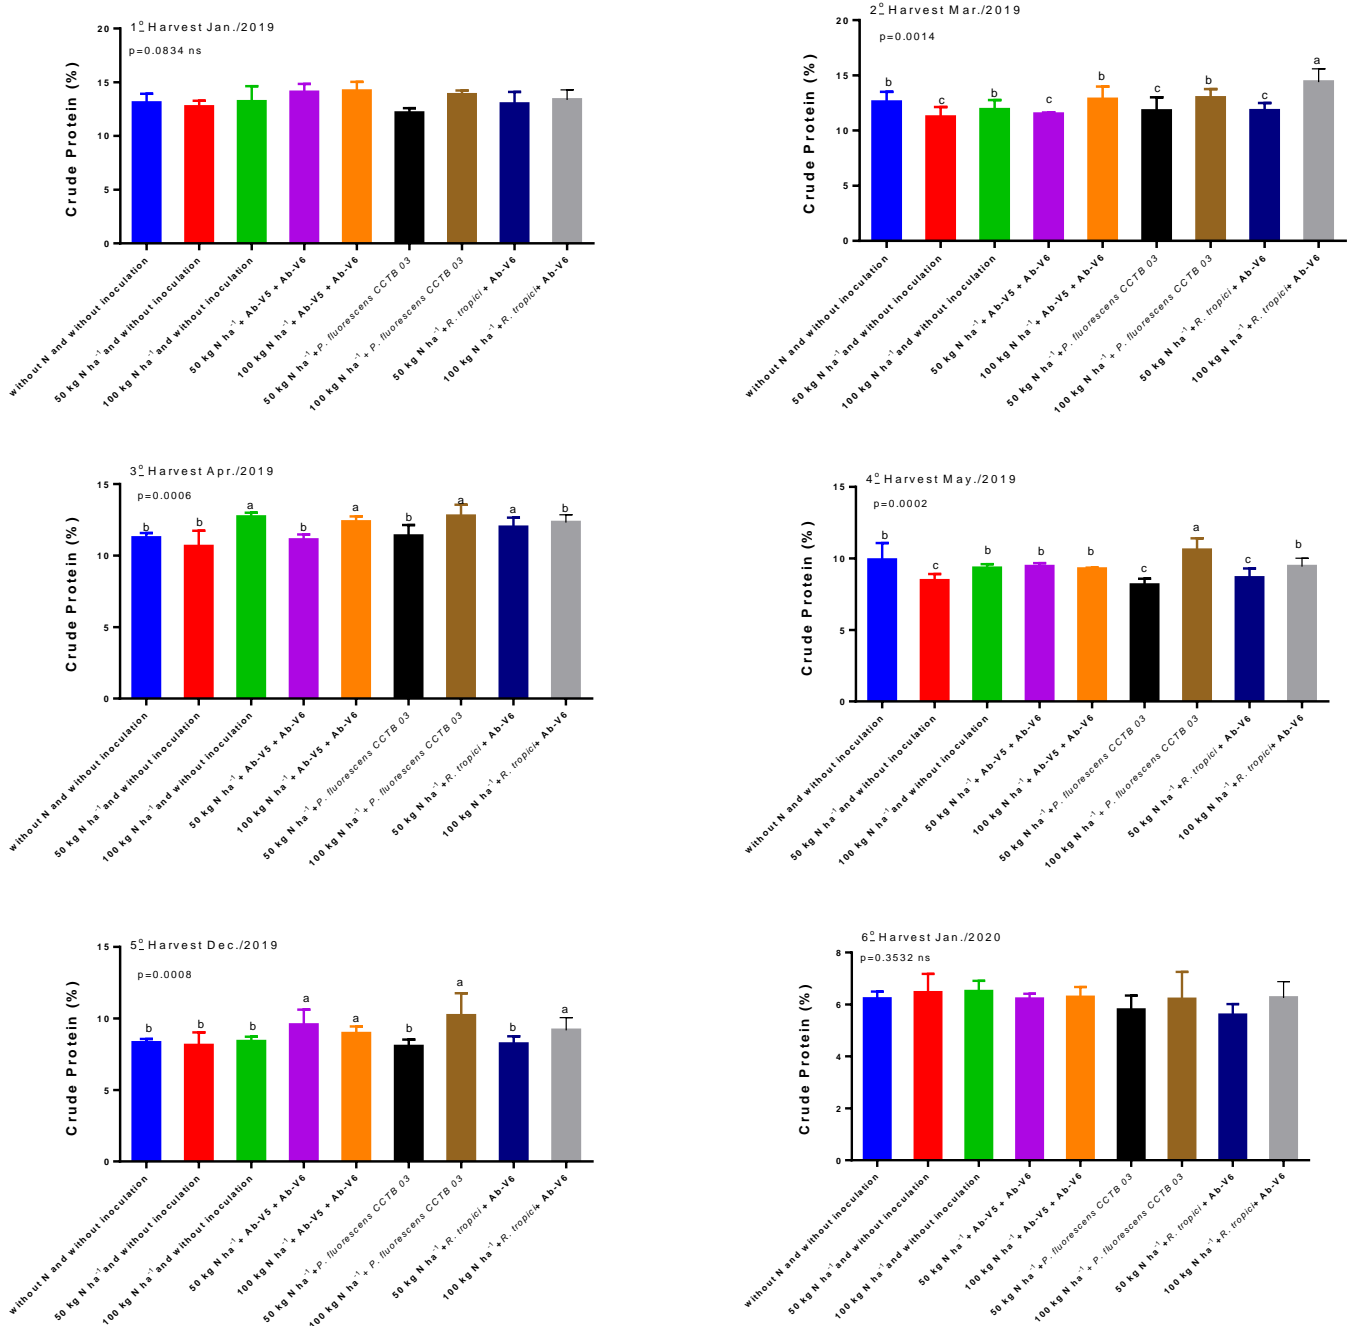 1º Harvest Jan./2019
p=0.0834 ns
Crude Protein (%)
20
15
10
5
0
without N and without inoculation
50 kg N ha⁻¹ and without inoculation
100 kg N ha⁻¹ and without inoculation
50 kg N ha⁻¹ + Ab-V5 + Ab-V6
100 kg N ha⁻¹ + Ab-V5 + Ab-V6
50 kg N ha⁻¹ + P. fluorescens CCTB 03
100 kg N ha⁻¹ + P. fluorescens CCTB 03
50 kg N ha⁻¹ + R. tropici + Ab-V6
100 kg N ha⁻¹ + R. tropici + Ab-V6
2º Harvest Mar./2019
p=0.0014
Crude Protein (%)
20
15
10
5
0
b c b c b c b c a
without N and without inoculation
50 kg N ha⁻¹ and without inoculation
100 kg N ha⁻¹ and without inoculation
50 kg N ha⁻¹ + Ab-V5 + Ab-V6
100 kg N ha⁻¹ + Ab-V5 + Ab-V6
50 kg N ha⁻¹ + P. fluorescens CCTB 03
100 kg N ha⁻¹ + P. fluorescens CCTB 03
50 kg N ha⁻¹ + R. tropici + Ab-V6
100 kg N ha⁻¹ + R. tropici + Ab-V6
3º Harvest Apr./2019
p=0.0006
Crude Protein (%)
15
10
5
0
b b a b a b a a b
without N and without inoculation
50 kg N ha⁻¹ and without inoculation
100 kg N ha⁻¹ and without inoculation
50 kg N ha⁻¹ + Ab-V5 + Ab-V6
100 kg N ha⁻¹ + Ab-V5 + Ab-V6
50 kg N ha⁻¹ + P. fluorescens CCTB 03
100 kg N ha⁻¹ + P. fluorescens CCTB 03
50 kg N ha⁻¹ + R. tropici + Ab-V6
100 kg N ha⁻¹ + R. tropici + Ab-V6
4º Harvest May./2019
p=0.0002
Crude Protein (%)
15
10
5
0
b c b b b c a c b
without N and without inoculation
50 kg N ha⁻¹ and without inoculation
100 kg N ha⁻¹ and without inoculation
50 kg N ha⁻¹ + Ab-V5 + Ab-V6
100 kg N ha⁻¹ + Ab-V5 + Ab-V6
50 kg N ha⁻¹ + P. fluorescens CCTB 03
100 kg N ha⁻¹ + P. fluorescens CCTB 03
50 kg N ha⁻¹ + R. tropici + Ab-V6
100 kg N ha⁻¹ + R. tropici + Ab-V6
5º Harvest Dec./2019
p=0.0008
Crude Protein (%)
15
10
5
0
b b b a a b a b a
without N and without inoculation
50 kg N ha⁻¹ and without inoculation
100 kg N ha⁻¹ and without inoculation
50 kg N ha⁻¹ + Ab-V5 + Ab-V6
100 kg N ha⁻¹ + Ab-V5 + Ab-V6
50 kg N ha⁻¹ + P. fluorescens CCTB 03
100 kg N ha⁻¹ + P. fluorescens CCTB 03
50 kg N ha⁻¹ + R. tropici + Ab-V6
100 kg N ha⁻¹ + R. tropici + Ab-V6
6º Harvest Jan./2020
p=0.3532 ns
Crude Protein (%)
8
6
4
2
0
without N and without inoculation
50 kg N ha⁻¹ and without inoculation
100 kg N ha⁻¹ and without inoculation
50 kg N ha⁻¹ + Ab-V5 + Ab-V6
100 kg N ha⁻¹ + Ab-V5 + Ab-V6
50 kg N ha⁻¹ + P. fluorescens CCTB 03
100 kg N ha⁻¹ + P. fluorescens CCTB 03
50 kg N ha⁻¹ + R. tropici + Ab-V6
100 kg N ha⁻¹ + R. tropici + Ab-V6